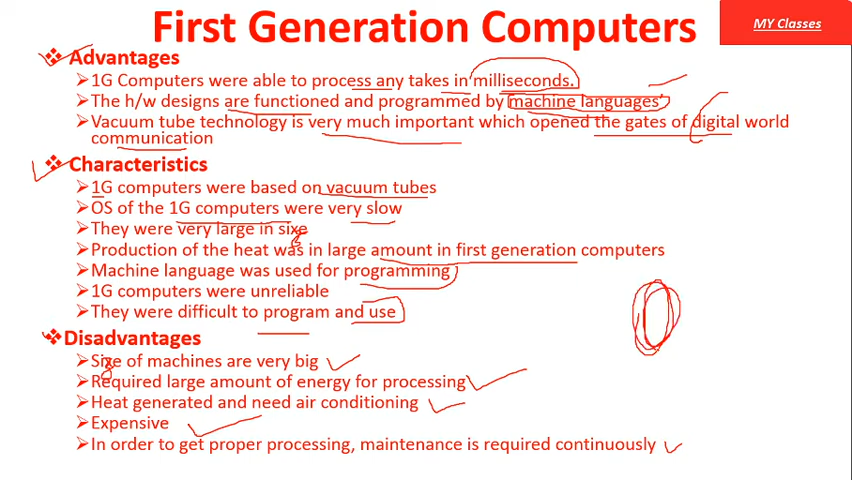 First Generation Computers
MY Classes
❖ Advantages
➢1G Computers were able to process any takes in milliseconds.
➢The h/w designs are functioned and programmed by machine languages'
➢Vacuum tube technology is very much important which opened the gates of digital world
communication
❖ Characteristics
➢1G computers were based on vacuum tubes
➢OS of the 1G computers were very slow
➢They were very large in sixe
➢Production of the heat was in large amount in first generation computers
➢Machine language was used for programming
➢1G computers were unreliable
➢They were difficult to program and use
❖Disadvantages
➢Sixe of machines are very big
➢Required large amount of energy for processing
➢Heat generated and need air conditioning
➢Expensive
➢In order to get proper processing, maintenance is required continuously